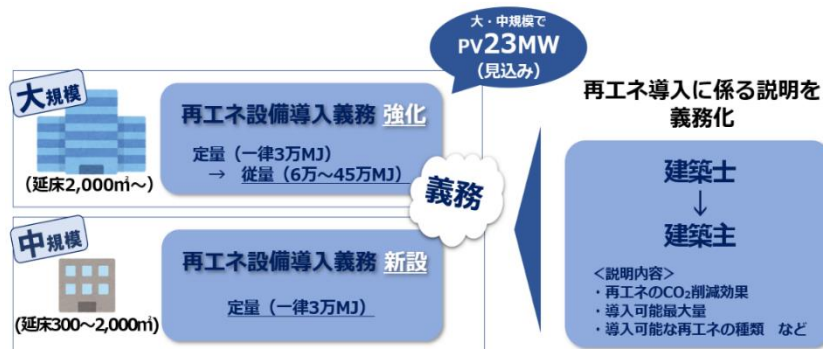 大・中規模で
PV23MW
(見込み)
大規模
再エネ設備導入義務 強化
定量(一律3万MJ)
→ 従量(6万~45万MJ)
(延床2,000㎡~)
義務
中規模
再エネ設備導入義務 新設
定量(一律3万MJ)
(延床300~2,000㎡)
再エネ導入に係る説明を
義務化
建築士
↓
建築主
<説明内容>
・再エネのCO₂削減効果
・導入可能最大量
・導入可能な再エネの種類 など